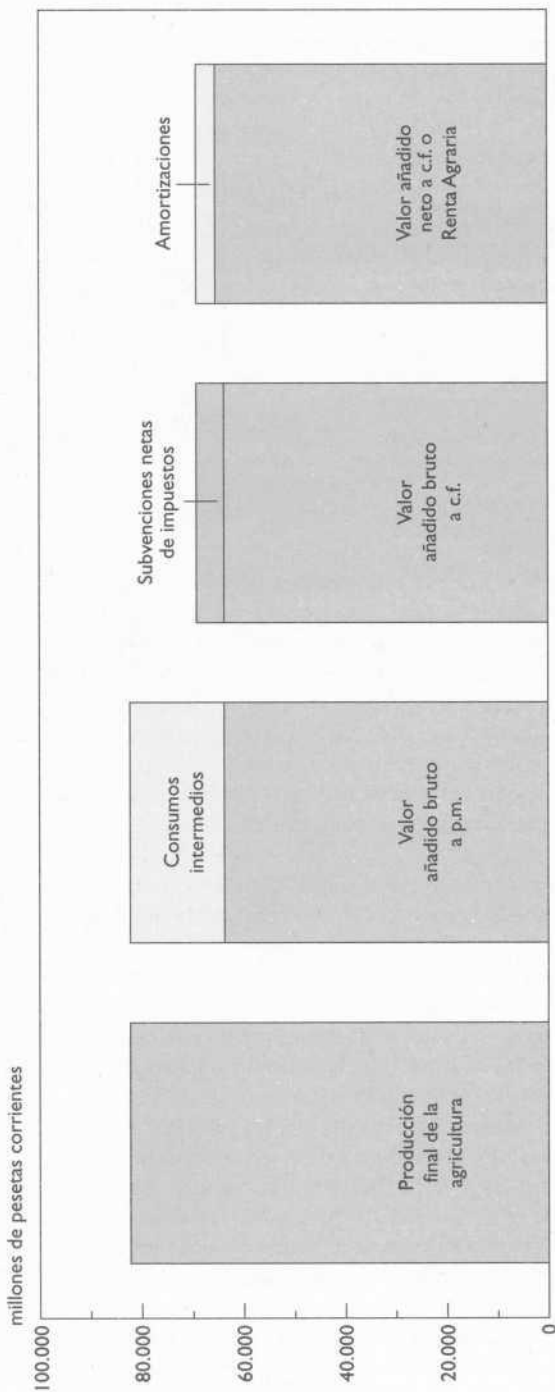 millones de pesetas corrientes
100.000
80.000
60.000
40.000
20.000
0
Producción
final de la
agricultura
Consumos
intermedios
Valor
añadido bruto
a p.m.
Subvenciones netas
de impuestos
Valor
añadido bruto
a c.f.
Amortizaciones
Valor añadido
neto a c.f. o
Renta Agraria